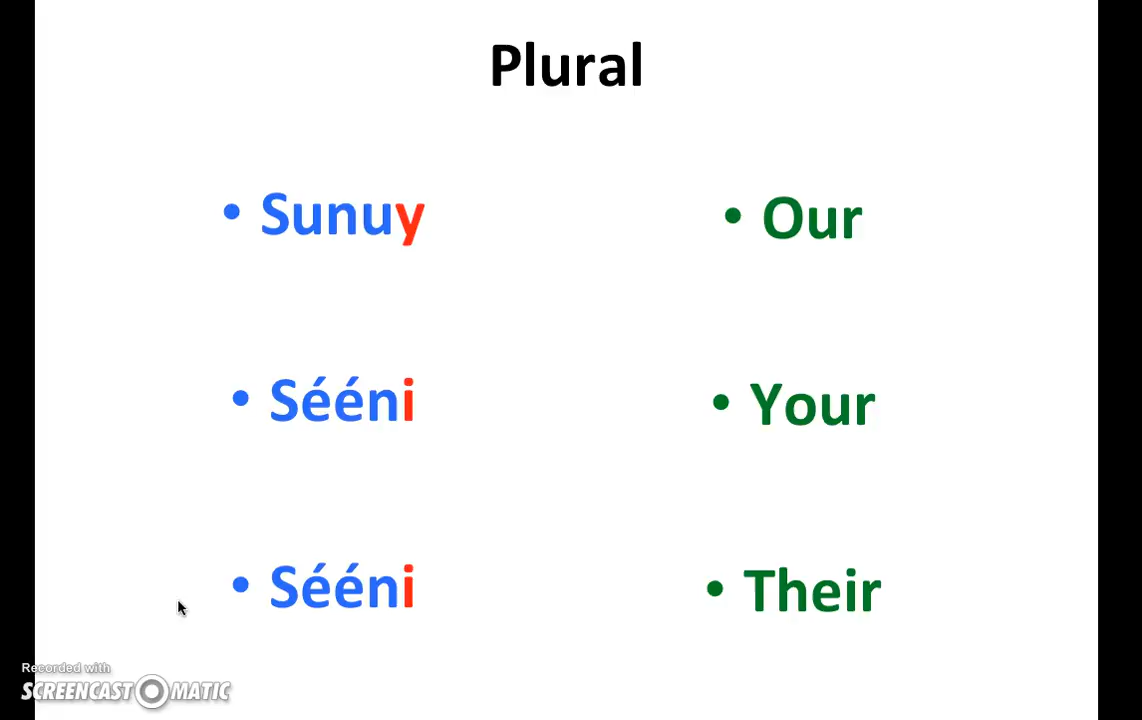 Plural
• Sunuy
• Our
• Sééni
• Your
• Sééni
• Their
Recorded with
SCREENCAST MATIC